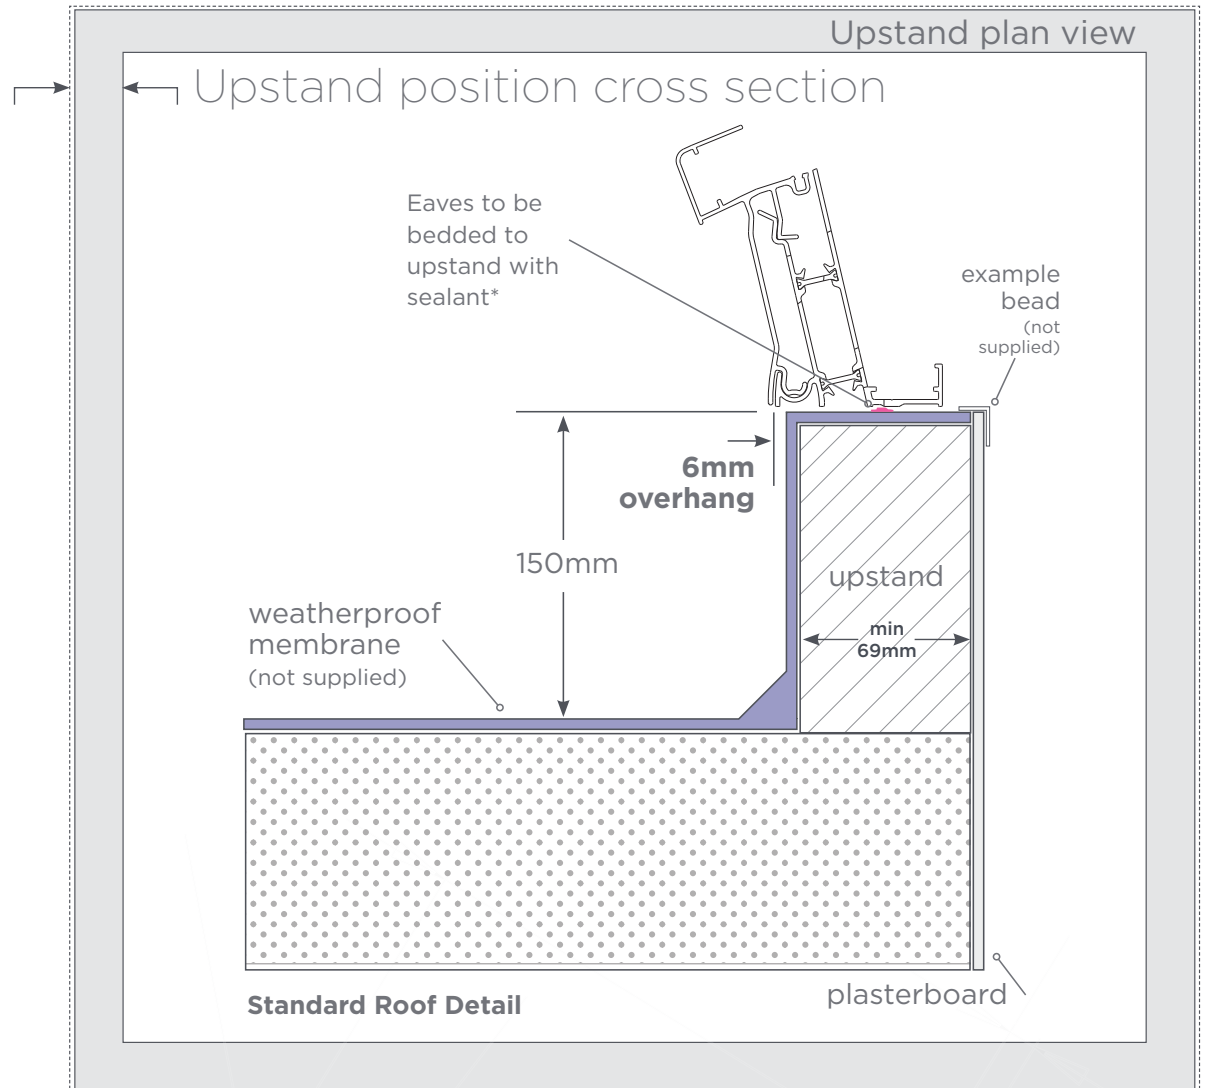 Upstand plan view
Upstand position cross section
Eaves to be
bedded to
upstand with
sealant*
example
bead
(not
supplied)
6mm
overhang
150mm
upstand
min
69mm
weatherproof
membrane
(not supplied)
Standard Roof Detail
plasterboard